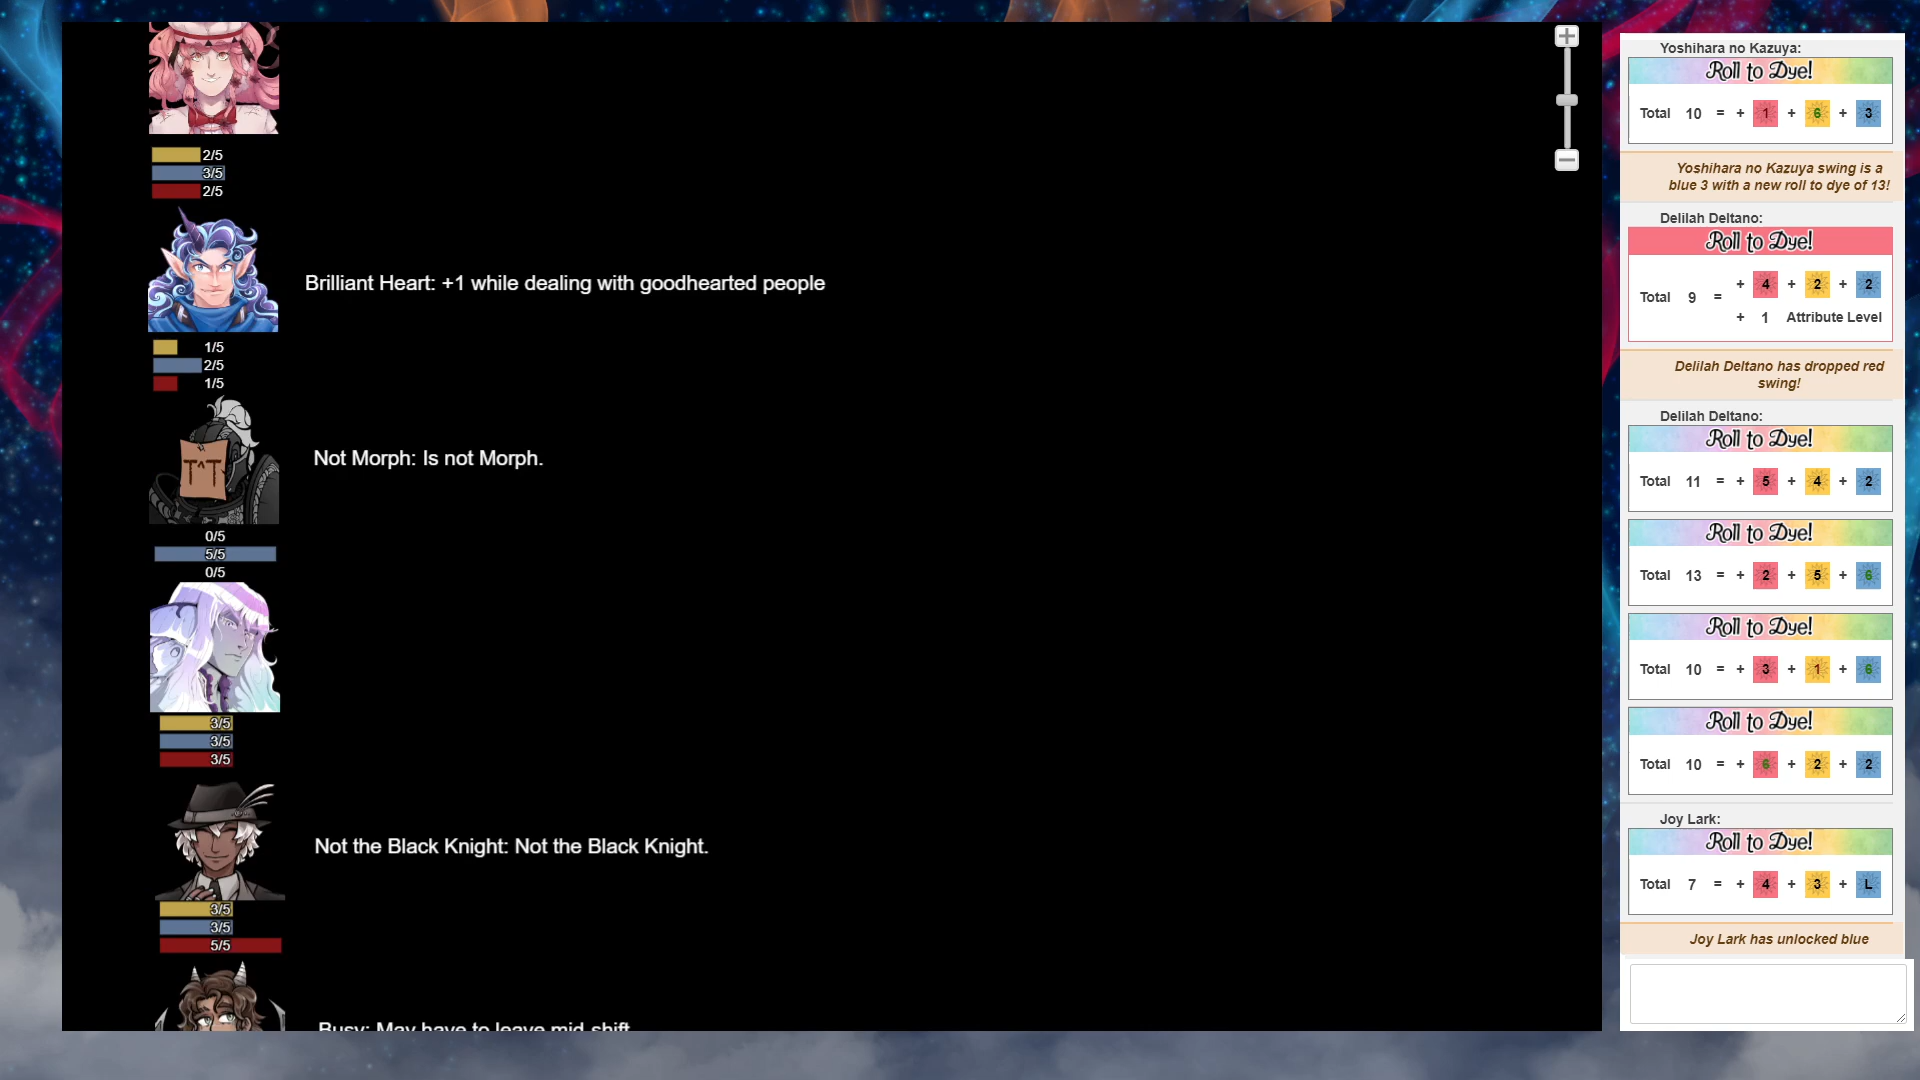 2/5
3/5
2/5
Brilliant Heart: +1 while dealing with goodhearted people
1/5
2/5
1/5
T^T
Not Morph: Is not Morph.
0/5
5/5
0/5
3/5
3/5
3/5
Not the Black Knight: Not the Black Knight.
3/5
3/5
5/5
Busy: May have to leave mid-shift
Yoshihara no Kazuya:
Roll to Dye!
Total 10 = + 1 + 6 + 3
Yoshihara no Kazuya swing is a
blue 3 with a new roll to dye of 13!
Delilah Deltano:
Roll to Dye!
+ 4 + 2 + 2
Total 9 =
+ 1 Attribute Level
Delilah Deltano has dropped red
swing!
Delilah Deltano:
Roll to Dye!
Total 11 = + 5 + 4 + 2
Roll to Dye!
Total 13 = + 2 + 5 + 6
Roll to Dye!
Total 10 = + 3 + 1 + 6
Roll to Dye!
Total 10 = + 6 + 2 + 2
Joy Lark:
Roll to Dye!
Total 7 = + 4 + 3 + L
Joy Lark has unlocked blue